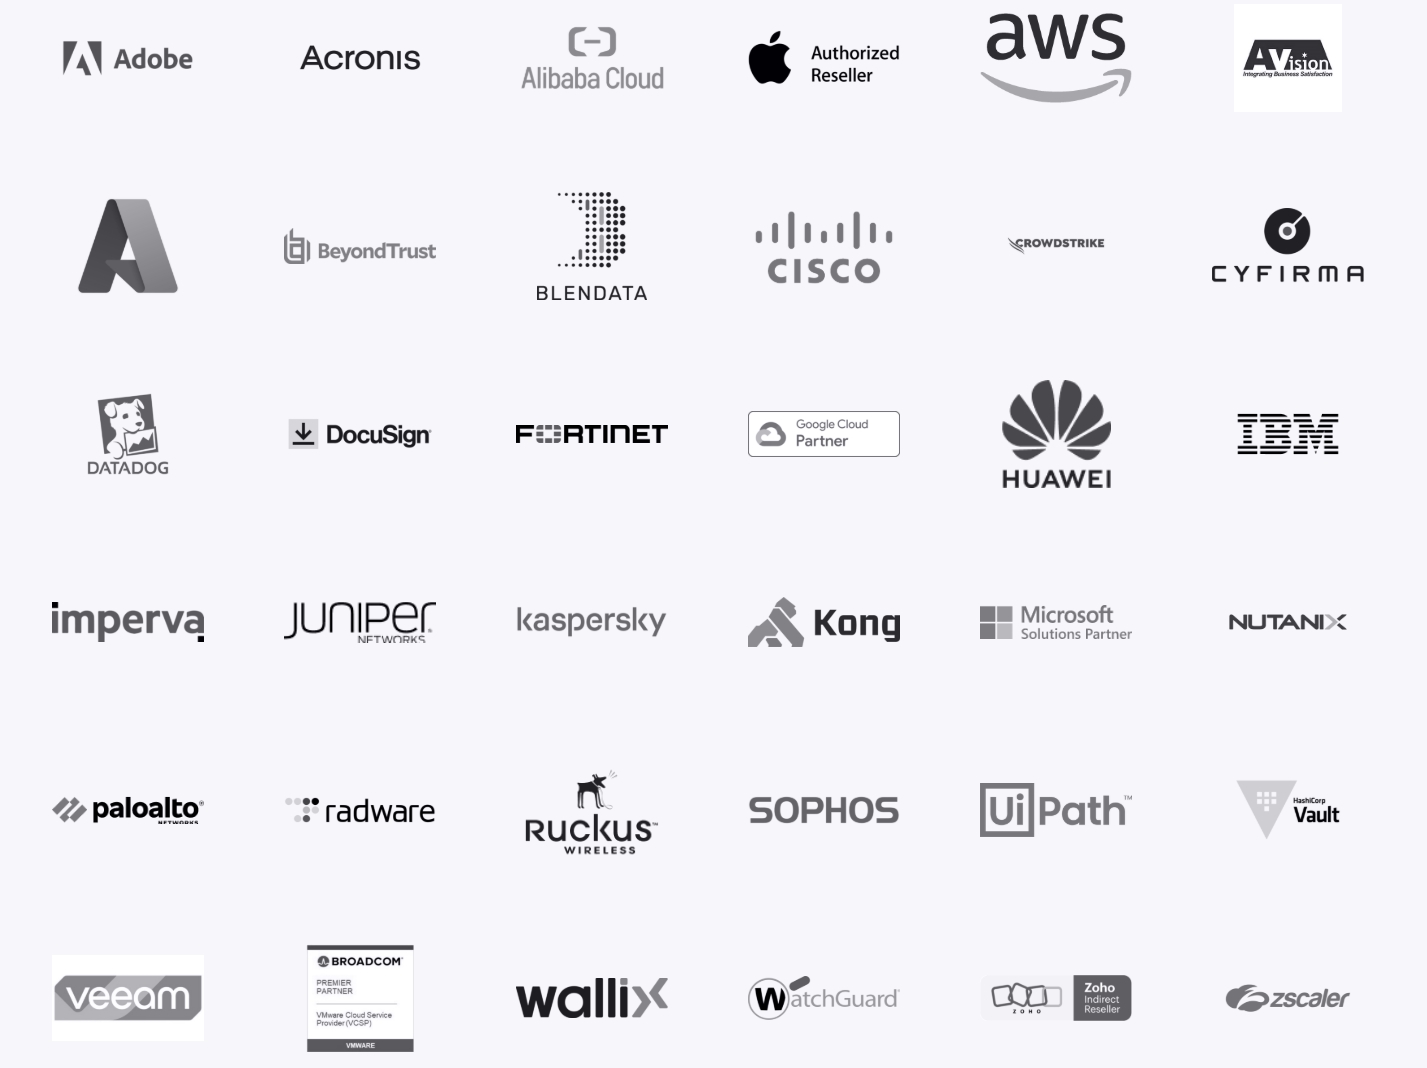 Adobe
Acronis
Alibaba Cloud
Authorized
Reseller
aws
AVision
Integrating Business Satisfaction
BeyondTrust
BLENDATA
CISCO
CROWDSTRIKE
CYFIRMA
DATADOG
DocuSign
FORTINET
Google Cloud
Partner
HUAWEI
IBM
imperva
JUNIPER
NETWORKS
kaspersky
Kong
Microsoft
Solutions Partner
NUTANIX
paloalto®
NETWORKS
radware
RUCKUS™
WIRELESS
SOPHOS
UiPath™
HashiCorp
Vault
veeam
BROADCOM®
PREMIER
PARTNER
VMware Cloud Service
Provider (VCSP)
VMWARE
wallix
WatchGuard
ZOHO
Zoho
Indirect
Reseller
zscaler